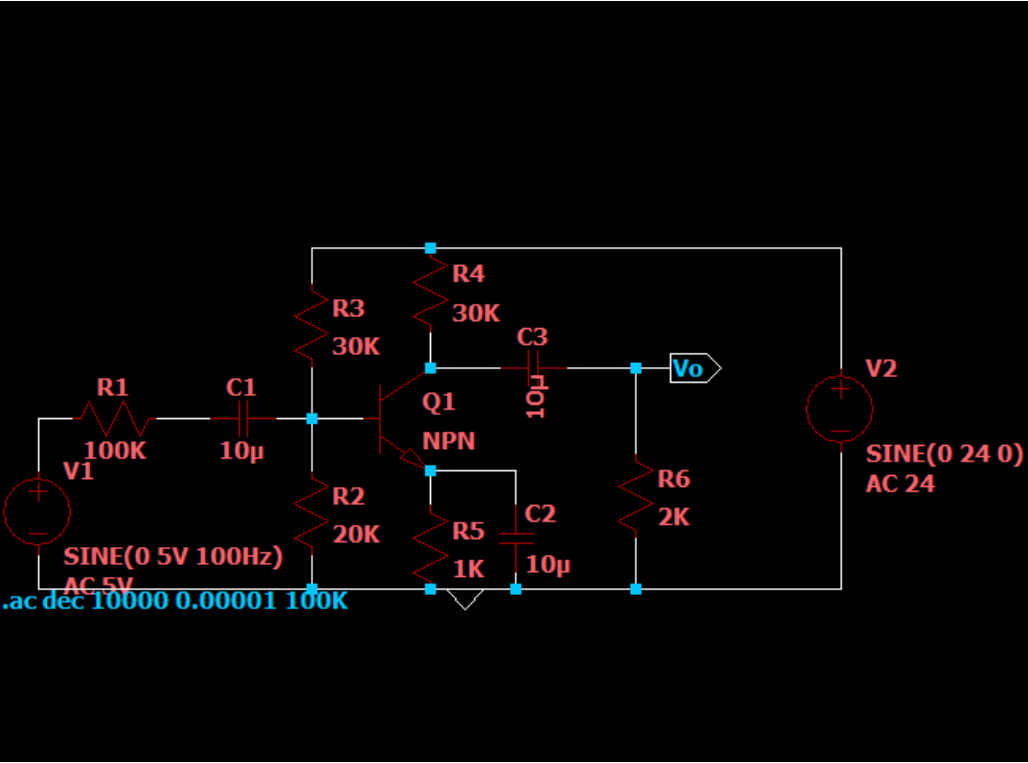 R4
30K
R3
30K
C3
10µ
Vo
V2
SINE(0 24 0)
AC 24
R1
100K
C1
10µ
Q1
NPN
V1
SINE(0 5V 100Hz)
AC 5V
R2
20K
R5
1K
C2
10µ
R6
2K
.ac dec 10000 0.00001 100K